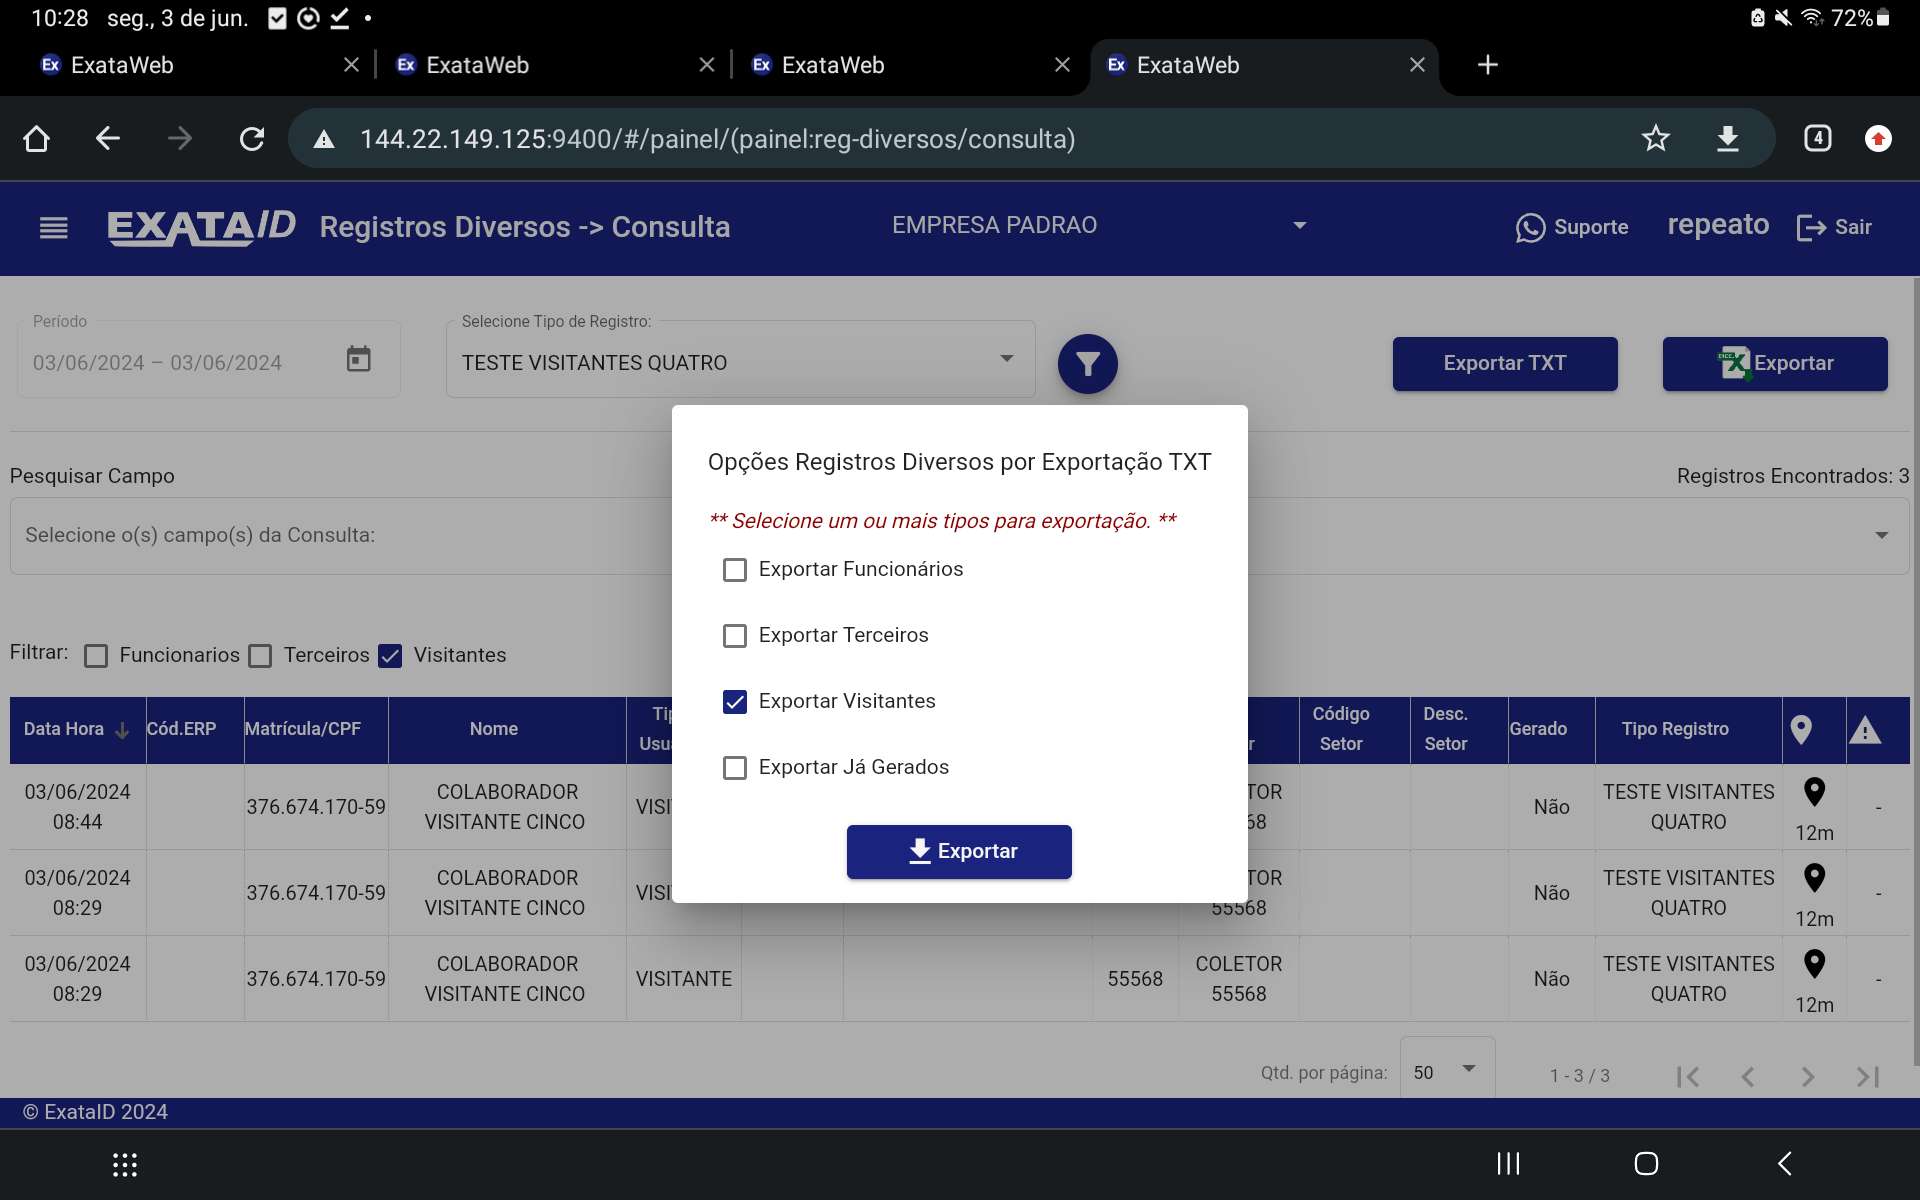 10:28 seg., 3 de jun.
72%
Ex ExataWeb
Ex ExataWeb
Ex ExataWeb
Ex ExataWeb
144.22.149.125:9400/#/painel/(painel:reg-diversos/consulta)
4
EXATAID Registros Diversos -> Consulta
EMPRESA PADRAO
Suporte
repeato
Sair
Período
03/06/2024 – 03/06/2024
Selecione Tipo de Registro:
TESTE VISITANTES QUATRO
Exportar TXT
Exportar
Pesquisar Campo
Registros Encontrados: 3
Selecione o(s) campo(s) da Consulta:
Opções Registros Diversos por Exportação TXT
** Selecione um ou mais tipos para exportação. **
Exportar Funcionários
Exportar Terceiros
Exportar Visitantes
Exportar Já Gerados
Exportar
Filtrar: Funcionarios Terceiros Visitantes
Data Hora Cód.ERP Matrícula/CPF Nome Código Setor Desc. Setor Gerado Tipo Registro
03/06/2024 08:44 376.674.170-59 COLABORADOR VISITANTE CINCO Não TESTE VISITANTES QUATRO 12m -
03/06/2024 08:29 376.674.170-59 COLABORADOR VISITANTE CINCO 55568 Não TESTE VISITANTES QUATRO 12m -
03/06/2024 08:29 376.674.170-59 COLABORADOR VISITANTE CINCO VISITANTE 55568 COLETOR 55568 Não TESTE VISITANTES QUATRO 12m -
Qtd. por página: 50 1 - 3 / 3
© ExataID 2024